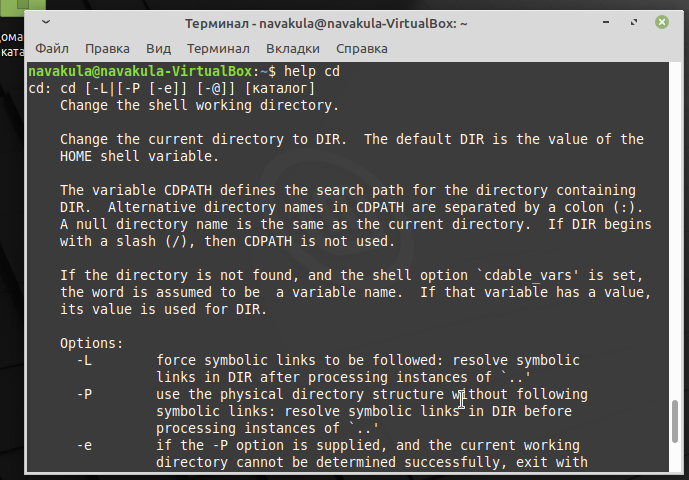 Терминал - navakula@navakula-VirtualBox: ~
Файл Правка Вид Терминал Вкладки Справка
navakula@navakula-VirtualBox:~$ help cd
cd: cd [-L|[-P [-e]] [-@]] [каталог]
Change the shell working directory.
Change the current directory to DIR.  The default DIR is the value of the
HOME shell variable.
The variable CDPATH defines the search path for the directory containing
DIR.  Alternative directory names in CDPATH are separated by a colon (:).
A null directory name is the same as the current directory.  If DIR begins
with a slash (/), then CDPATH is not used.
If the directory is not found, and the shell option `cdable_vars' is set,
the word is assumed to be  a variable name.  If that variable has a value,
its value is used for DIR.
Options:
-L force symbolic links to be followed: resolve symbolic
links in DIR after processing instances of `..'
-P use the physical directory structure without following
symbolic links: resolve symbolic links in DIR before
processing instances of `..'
-e if the -P option is supplied, and the current working
directory cannot be determined successfully, exit with